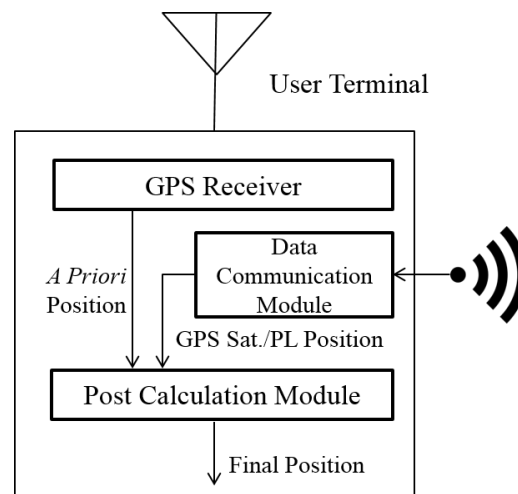 User Terminal
GPS Receiver
Data
Communication
Module
A Priori
Position
GPS Sat./PL Position
Post Calculation Module
Final Position